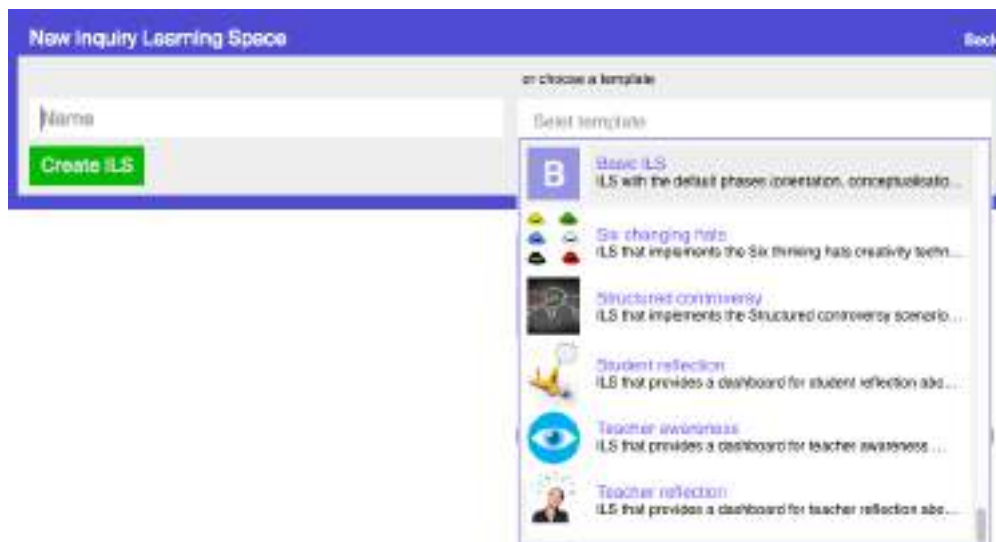 New Inquiry Learning Space
Back
or choose a template
Name
Selet template
Create ILS
B
Basic ILS
ILS with the default phases (orientation, conceptualisatio...
Six changing hats
ILS that implements the Six thinking hats creativity techn...
Structured controversy
ILS that implements the Structured controversy scenario...
Student reflection
ILS that provides a dashboard for student reflection abo...
Teacher awareness
ILS that provides a dashboard for teacher awareness ...
Teacher reflection
ILS that provides a dashboard for teacher reflection abo...